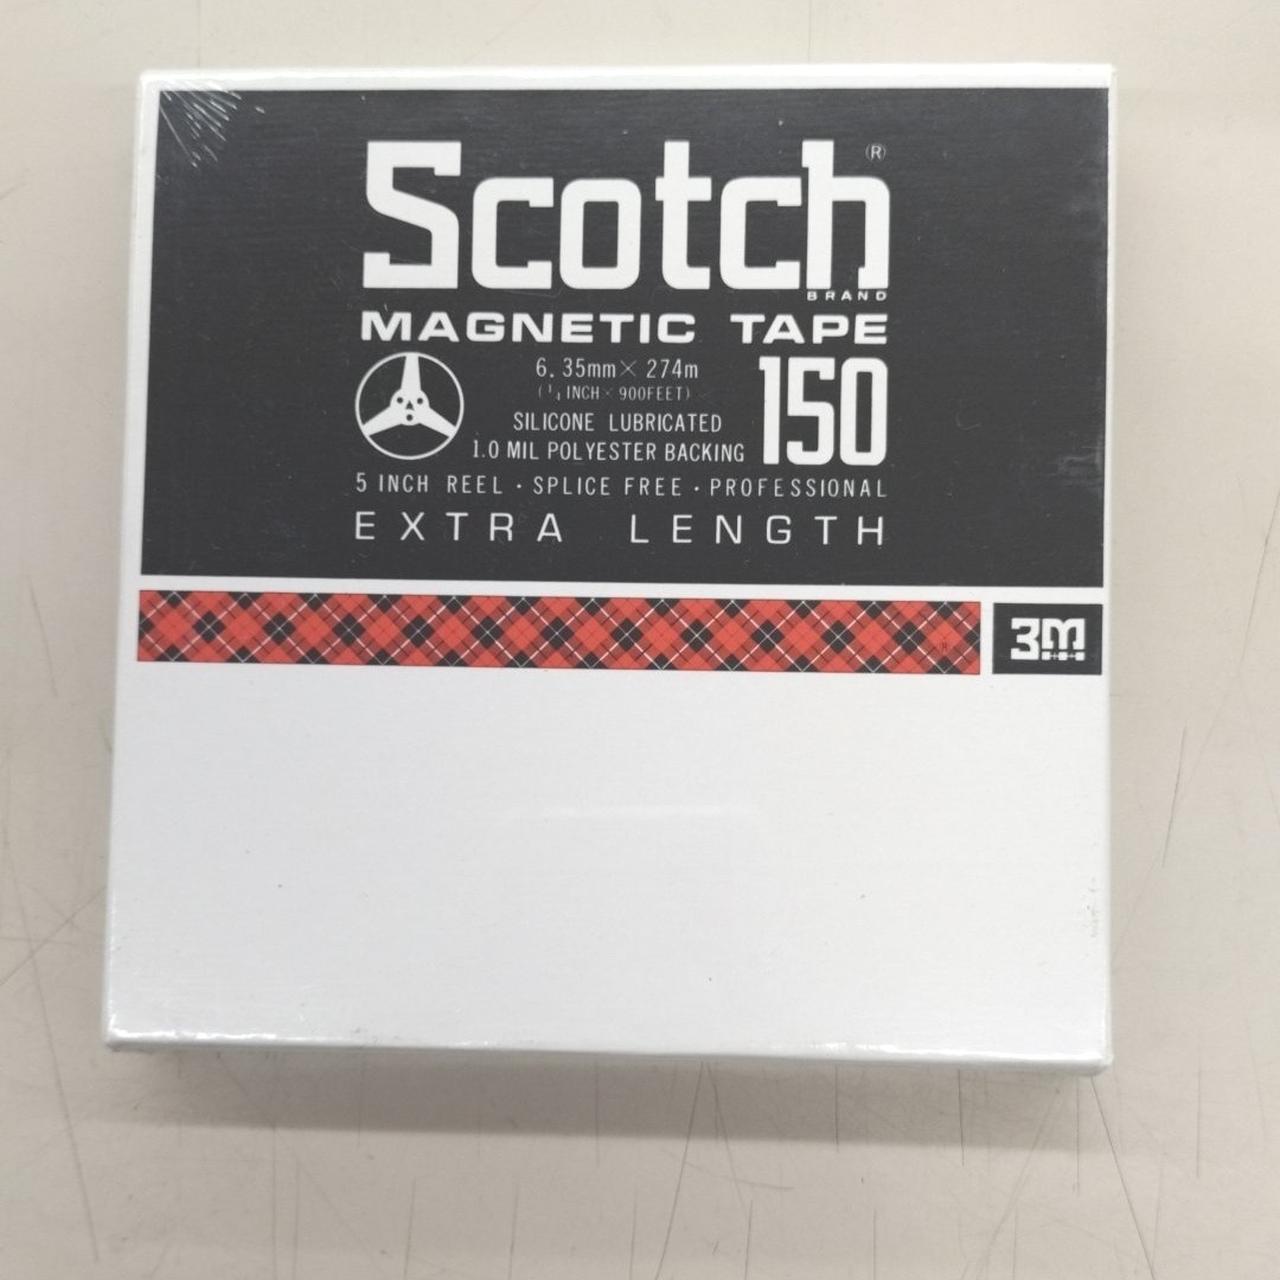 Scotch®
BRAND
MAGNETIC TAPE
6.35mm×274m
(1/4 INCH×900FEET)
SILICONE LUBRICATED
1.0 MIL POLYESTER BACKING
150
5 INCH REEL・SPLICE FREE・PROFESSIONAL
EXTRA LENGTH
3M